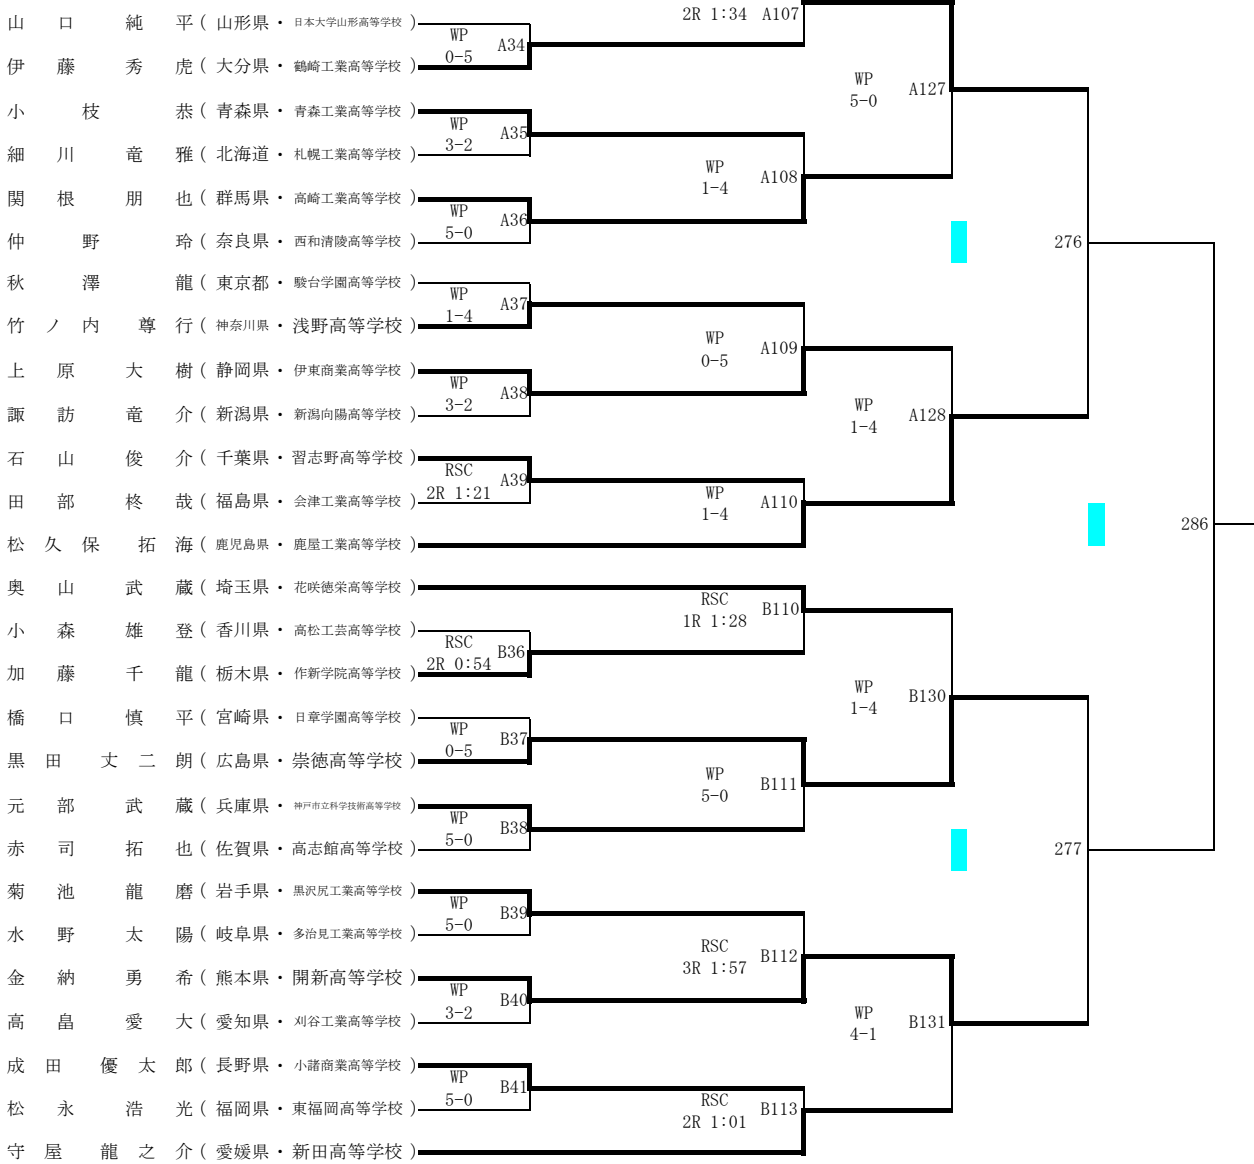 2R 1:34 A107
山口 純平 ( 山形県 ・ 日本大学山形高等学校 )
WP
0-5 A34
伊藤 秀虎 ( 大分県 ・ 鶴崎工業高等学校 )
WP
5-0 A127
小枝 恭 ( 青森県 ・ 青森工業高等学校 )
WP
3-2 A35
細川 竜雅 ( 北海道 ・ 札幌工業高等学校 )
WP
1-4 A108
関根 朋也 ( 群馬県 ・ 高崎工業高等学校 )
WP
5-0 A36
仲野 玲 ( 奈良県 ・ 西和清陵高等学校 )
276
秋澤 龍 ( 東京都 ・ 駿台学園高等学校 )
WP
1-4 A37
竹ノ内 尊行 ( 神奈川県 ・ 浅野高等学校 )
WP
0-5 A109
上原 大樹 ( 静岡県 ・ 伊東商業高等学校 )
WP
3-2 A38
諏訪 竜介 ( 新潟県 ・ 新潟向陽高等学校 )
WP
1-4 A128
石山 俊介 ( 千葉県 ・ 習志野高等学校 )
RSC
2R 1:21 A39
田部 柊哉 ( 福島県 ・ 会津工業高等学校 )
WP
1-4 A110
286
松久保 拓海 ( 鹿児島県 ・ 鹿屋工業高等学校 )
奥山 武蔵 ( 埼玉県 ・ 花咲徳栄高等学校 )
RSC
1R 1:28 B110
小森 雄登 ( 香川県 ・ 高松工芸高等学校 )
RSC
2R 0:54 B36
加藤 千龍 ( 栃木県 ・ 作新学院高等学校 )
WP
1-4 B130
橋口 慎平 ( 宮崎県 ・ 日章学園高等学校 )
WP
0-5 B37
黒田 丈二朗 ( 広島県 ・ 崇徳高等学校 )
WP
5-0 B111
元部 武蔵 ( 兵庫県 ・ 神戸市立科学技術高等学校 )
WP
5-0 B38
赤司 拓也 ( 佐賀県 ・ 高志館高等学校 )
277
菊池 龍磨 ( 岩手県 ・ 黒沢尻工業高等学校 )
WP
5-0 B39
水野 太陽 ( 岐阜県 ・ 多治見工業高等学校 )
RSC
3R 1:57 B112
金納 勇希 ( 熊本県 ・ 開新高等学校 )
WP
3-2 B40
高畠 愛大 ( 愛知県 ・ 刈谷工業高等学校 )
WP
4-1 B131
成田 優太郎 ( 長野県 ・ 小諸商業高等学校 )
WP
5-0 B41
松永 浩光 ( 福岡県 ・ 東福岡高等学校 )
RSC
2R 1:01 B113
守屋 龍之介 ( 愛媛県 ・ 新田高等学校 )